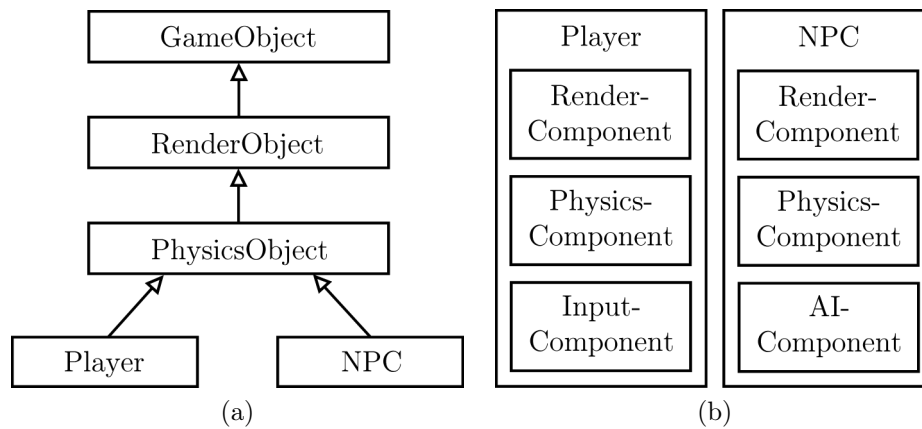 GameObject
RenderObject
PhysicsObject
Player
NPC
(a)
Player
Render-
Component
Physics-
Component
Input-
Component
NPC
Render-
Component
Physics-
Component
AI-
Component
(b)